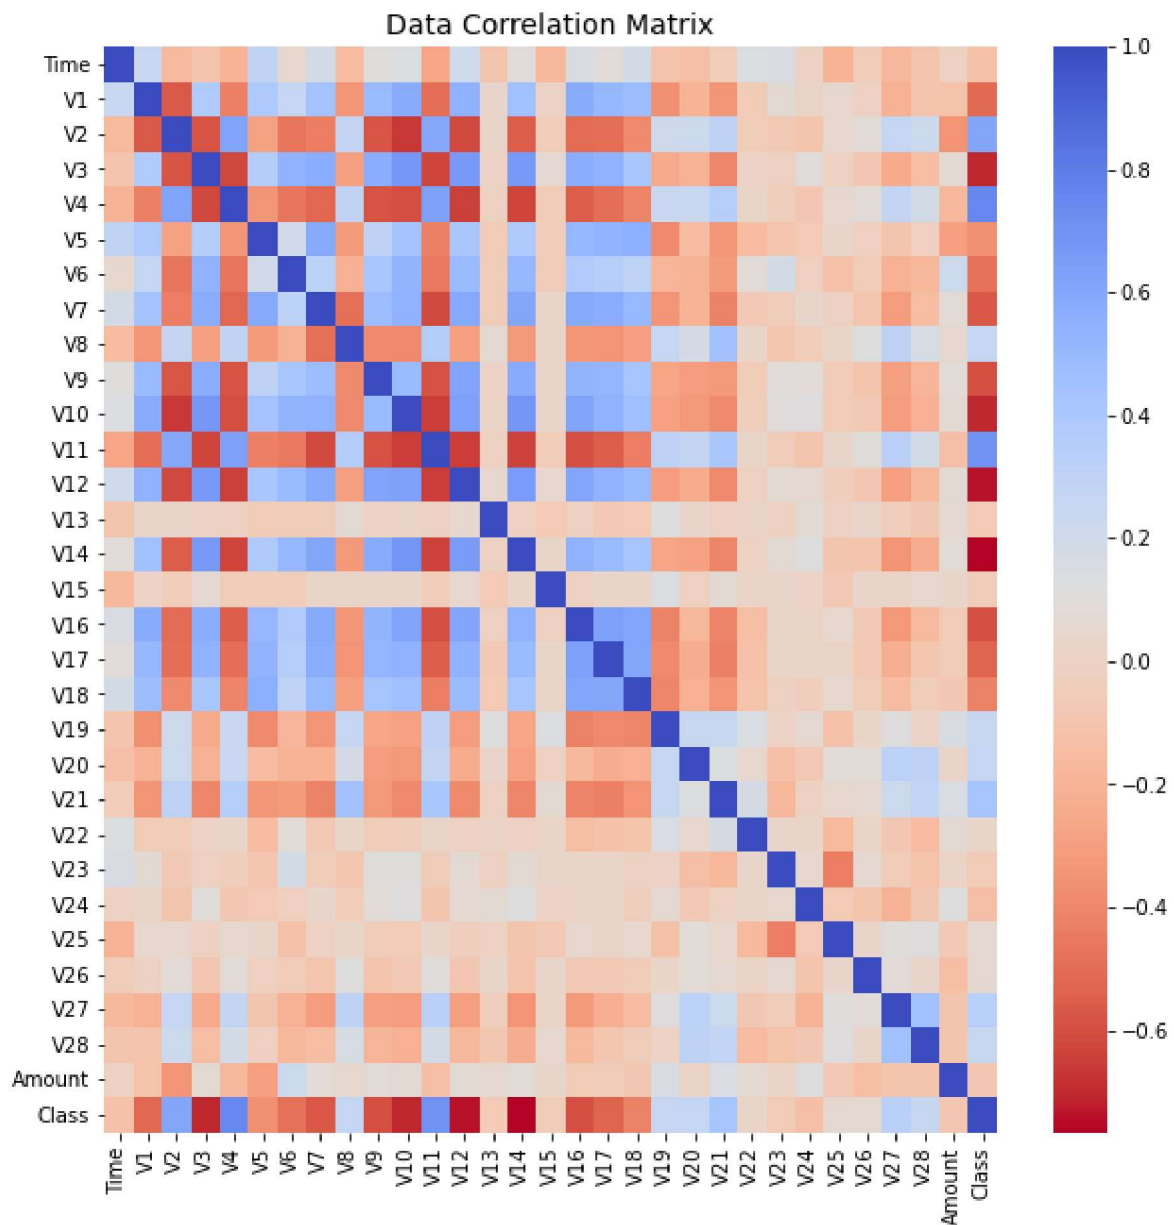 Data Correlation Matrix
Time
V1
V2
V3
V4
V5
V6
V7
V8
V9
V10
V11
V12
V13
V14
V15
V16
V17
V18
V19
V20
V21
V22
V23
V24
V25
V26
V27
V28
Amount
Class
Time V1 V2 V3 V4 V5 V6 V7 V8 V9 V10 V11 V12 V13 V14 V15 V16 V17 V18 V19 V20 V21 V22 V23 V24 V25 V26 V27 V28 Amount Class
1.0
0.8
0.6
0.4
0.2
0.0
−0.2
−0.4
−0.6